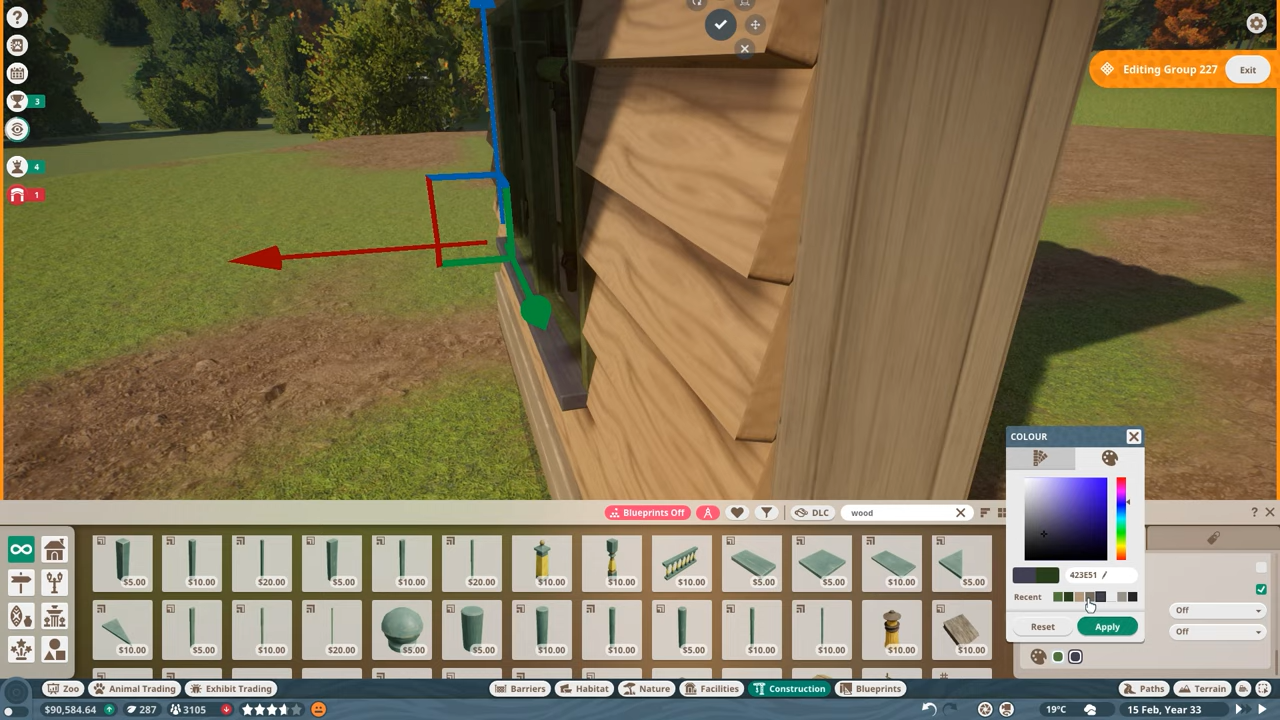 3
4
1
Editing Group 227
Exit
Blueprints Off
DLC
wood
?
$5.00 $10.00 $20.00 $5.00 $10.00 $5.00 $20.00 $10.00 $10.00 $10.00 $5.00 $5.00 $10.00 $5.00
$10.00 $5.00 $10.00 $20.00 $5.00 $5.00 $10.00 $10.00 $5.00 $10.00 $10.00 $10.00 $10.00
COLOUR
423E51
Recent
Reset
Apply
Off
Off
Zoo
Animal Trading
Exhibit Trading
Barriers
Habitat
Nature
Facilities
Construction
Blueprints
Paths
Terrain
$90,584.64
287
3105
19°C
15 Feb, Year 33